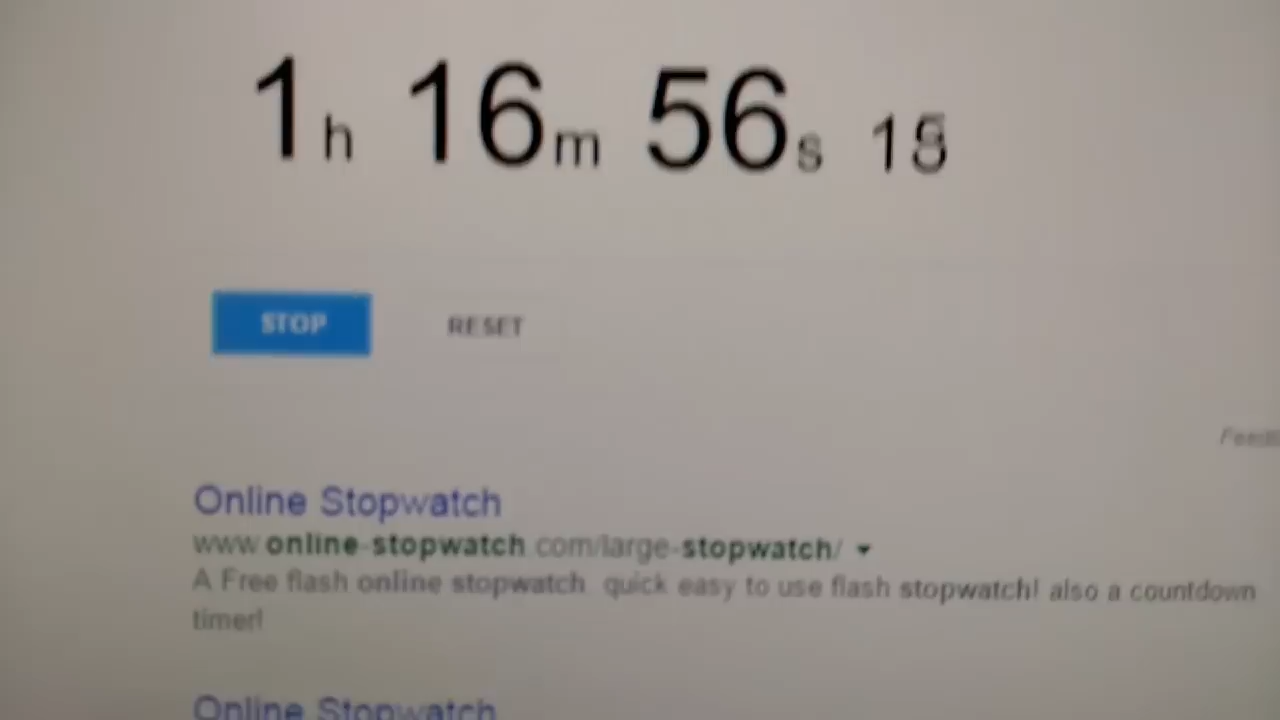 1h 16m 56s
STOP RESET
Online Stopwatch
www.online-stopwatch.com/large-stopwatch/
A Free flash online stopwatch, quick easy to use flash stopwatch! also a countdown
timer!
Online Stopwatch